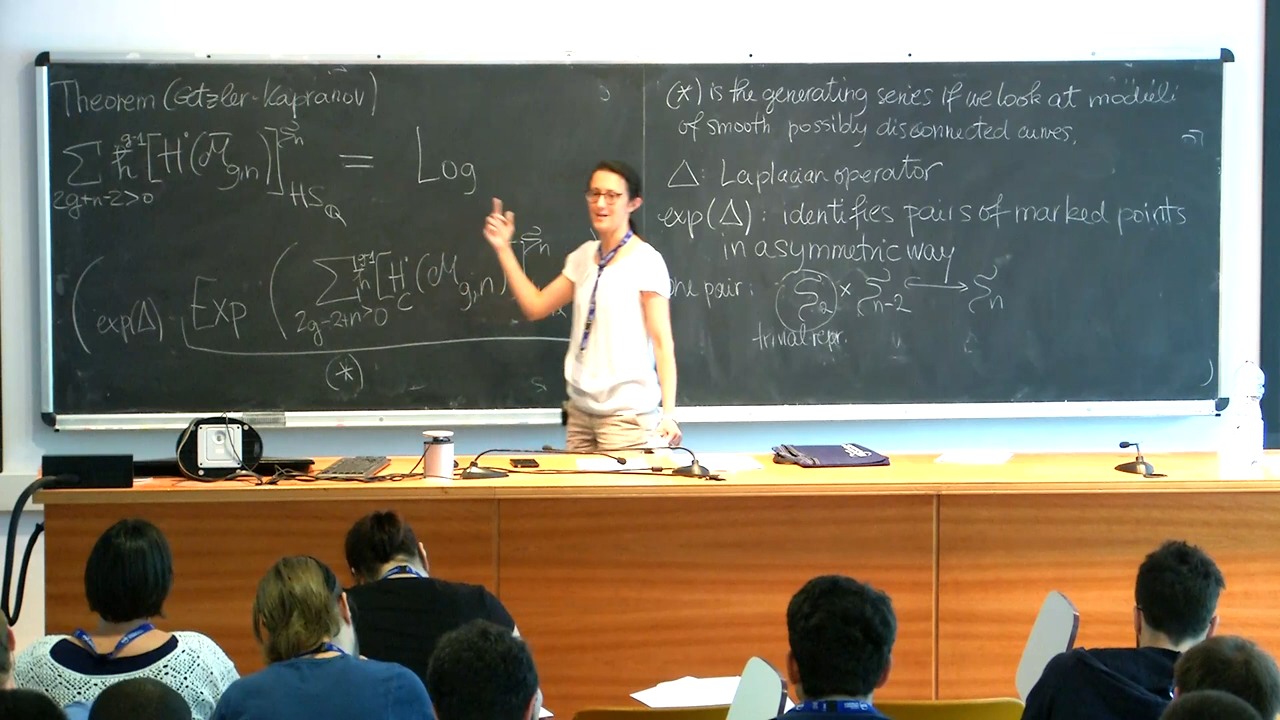 Theorem (Getzler-Kapranov)
∑_{2g+n-2>0} ħ^{g-1} [H^•(M̄_{g,n})]^{S_n}_{HS_Q} = Log
(exp(Δ) Exp (∑_{2g-2+n>0} ħ^{g-1} [H^•_c(M_{g,n})]^{S_n}
(*)
(*) is the generating series if we look at moduli
of smooth possibly disconnected curves,
Δ: Laplacian operator
exp(Δ): identifies pairs of marked points
in a symmetric way
pair: S_2 × S_{n-2} ⟷ S_n
trivial repr.